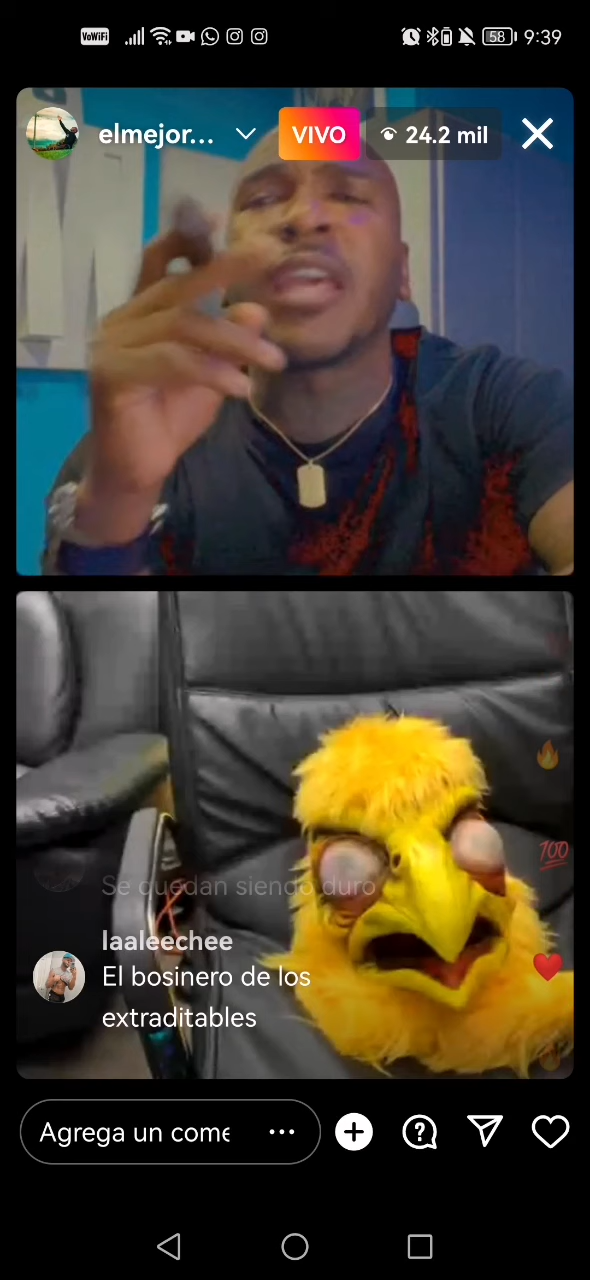 VoWiFi
58
9:39
elmejor...
VIVO
24.2 mil
Se quedan siendo duro
laaleechee
El bosinero de los
extraditables
100
Agrega un come